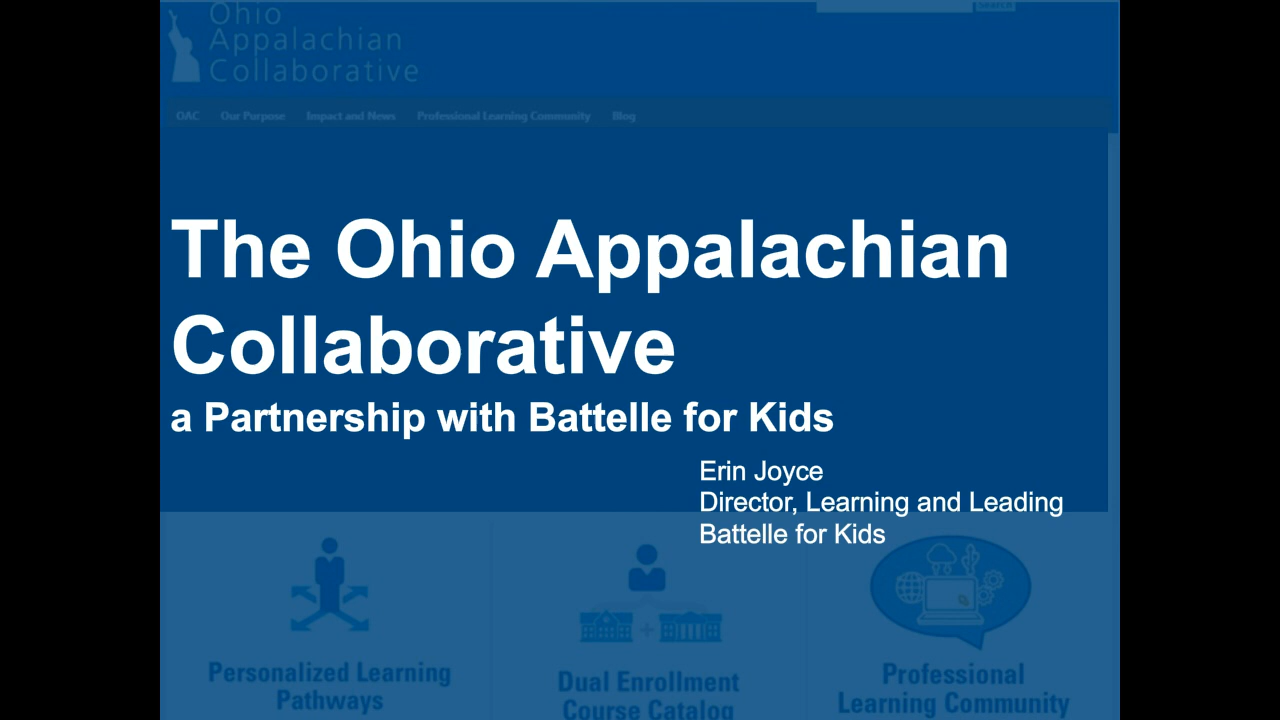 Ohio
Appalachian
Collaborative
Search
OAC Our Purpose Impact and News Professional Learning Community Blog
The Ohio Appalachian
Collaborative
a Partnership with Battelle for Kids
Erin Joyce
Director, Learning and Leading
Battelle for Kids
Personalized Learning
Pathways
Dual Enrollment
Course Catalog
Professional
Learning Community